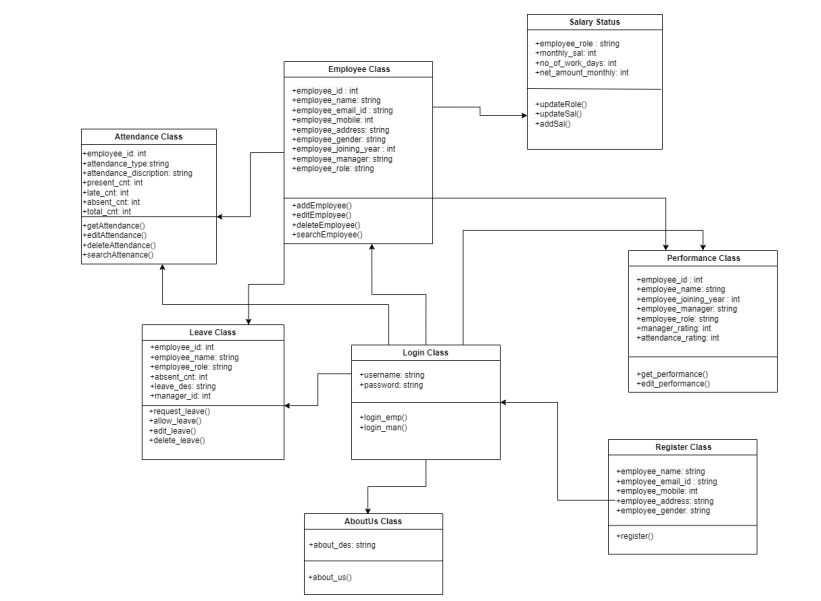 Salary Status
+employee_role : string
+monthly_sal: int
+no_of_work_days: int
+net_amount_monthly: int
+updateRole()
+updateSal()
+addSal()
Employee Class
+employee_id : int
+employee_name: string
+employee_email_id : string
+employee_mobile: int
+employee_address: string
+employee_gender: string
+employee_joining_year : int
+employee_manager: string
+employee_role: string
+addEmployee()
+editEmployee()
+deleteEmployee()
+searchEmployee()
Attendance Class
+employee_id: int
+attendance_type:string
+attendance_discription: string
+present_cnt: int
+late_cnt: int
+absent_cnt: int
+total_cnt: int
+getAttendance()
+editAttendance()
+deleteAttendance()
+searchAttenance()
Performance Class
+employee_id : int
+employee_name: string
+employee_joining_year : int
+employee_manager: string
+employee_role: string
+manager_rating: int
+attendance_rating: int
+get_performance()
+edit_performance()
Leave Class
+employee_id: int
+employee_name: string
+employee_role: string
+absent_cnt: int
+leave_des: string
+manager_id: int
+request_leave()
+allow_leave()
+edit_leave()
+delete_leave()
Login Class
+username: string
+password: string
+login_emp()
+login_man()
Register Class
+employee_name: string
+employee_email_id : string
+employee_mobile: int
+employee_address: string
+employee_gender: string
+register()
AboutUs Class
+about_des: string
+about_us()